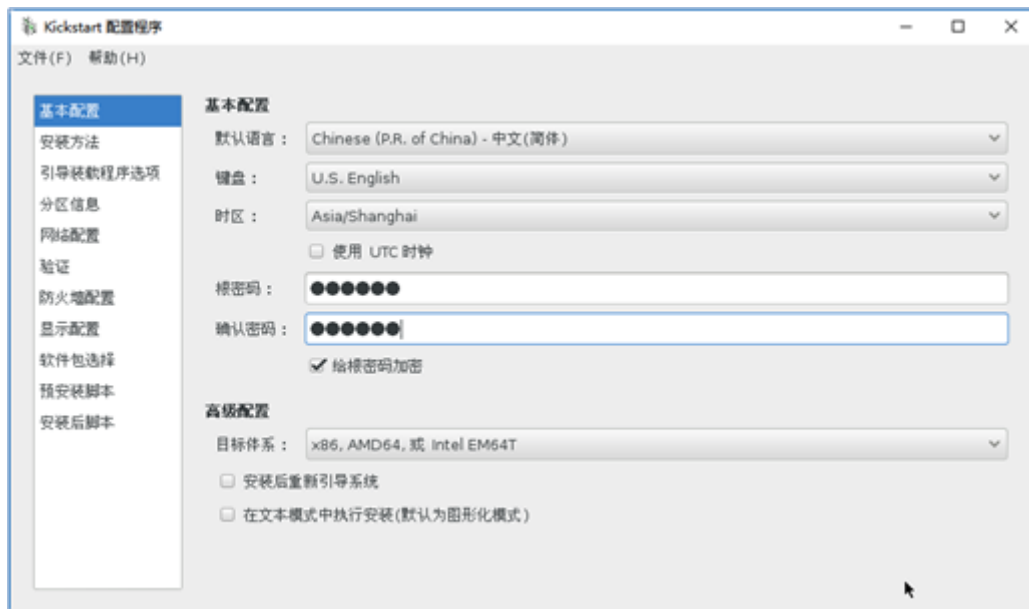 Kickstart 配置程序
文件(F) 帮助(H)
基本配置
安装方法
引导装载程序选项
分区信息
网络配置
验证
防火墙配置
显示配置
软件包选择
预安装脚本
安装后脚本
基本配置
默认语言： Chinese (P.R. of China) - 中文(简体)
键盘： U.S. English
时区： Asia/Shanghai
使用 UTC 时钟
根密码： ●●●●●●
确认密码： ●●●●●●
给根密码加密
高级配置
目标体系： x86, AMD64, 或 Intel EM64T
安装后重新引导系统
在文本模式中执行安装(默认为图形化模式)